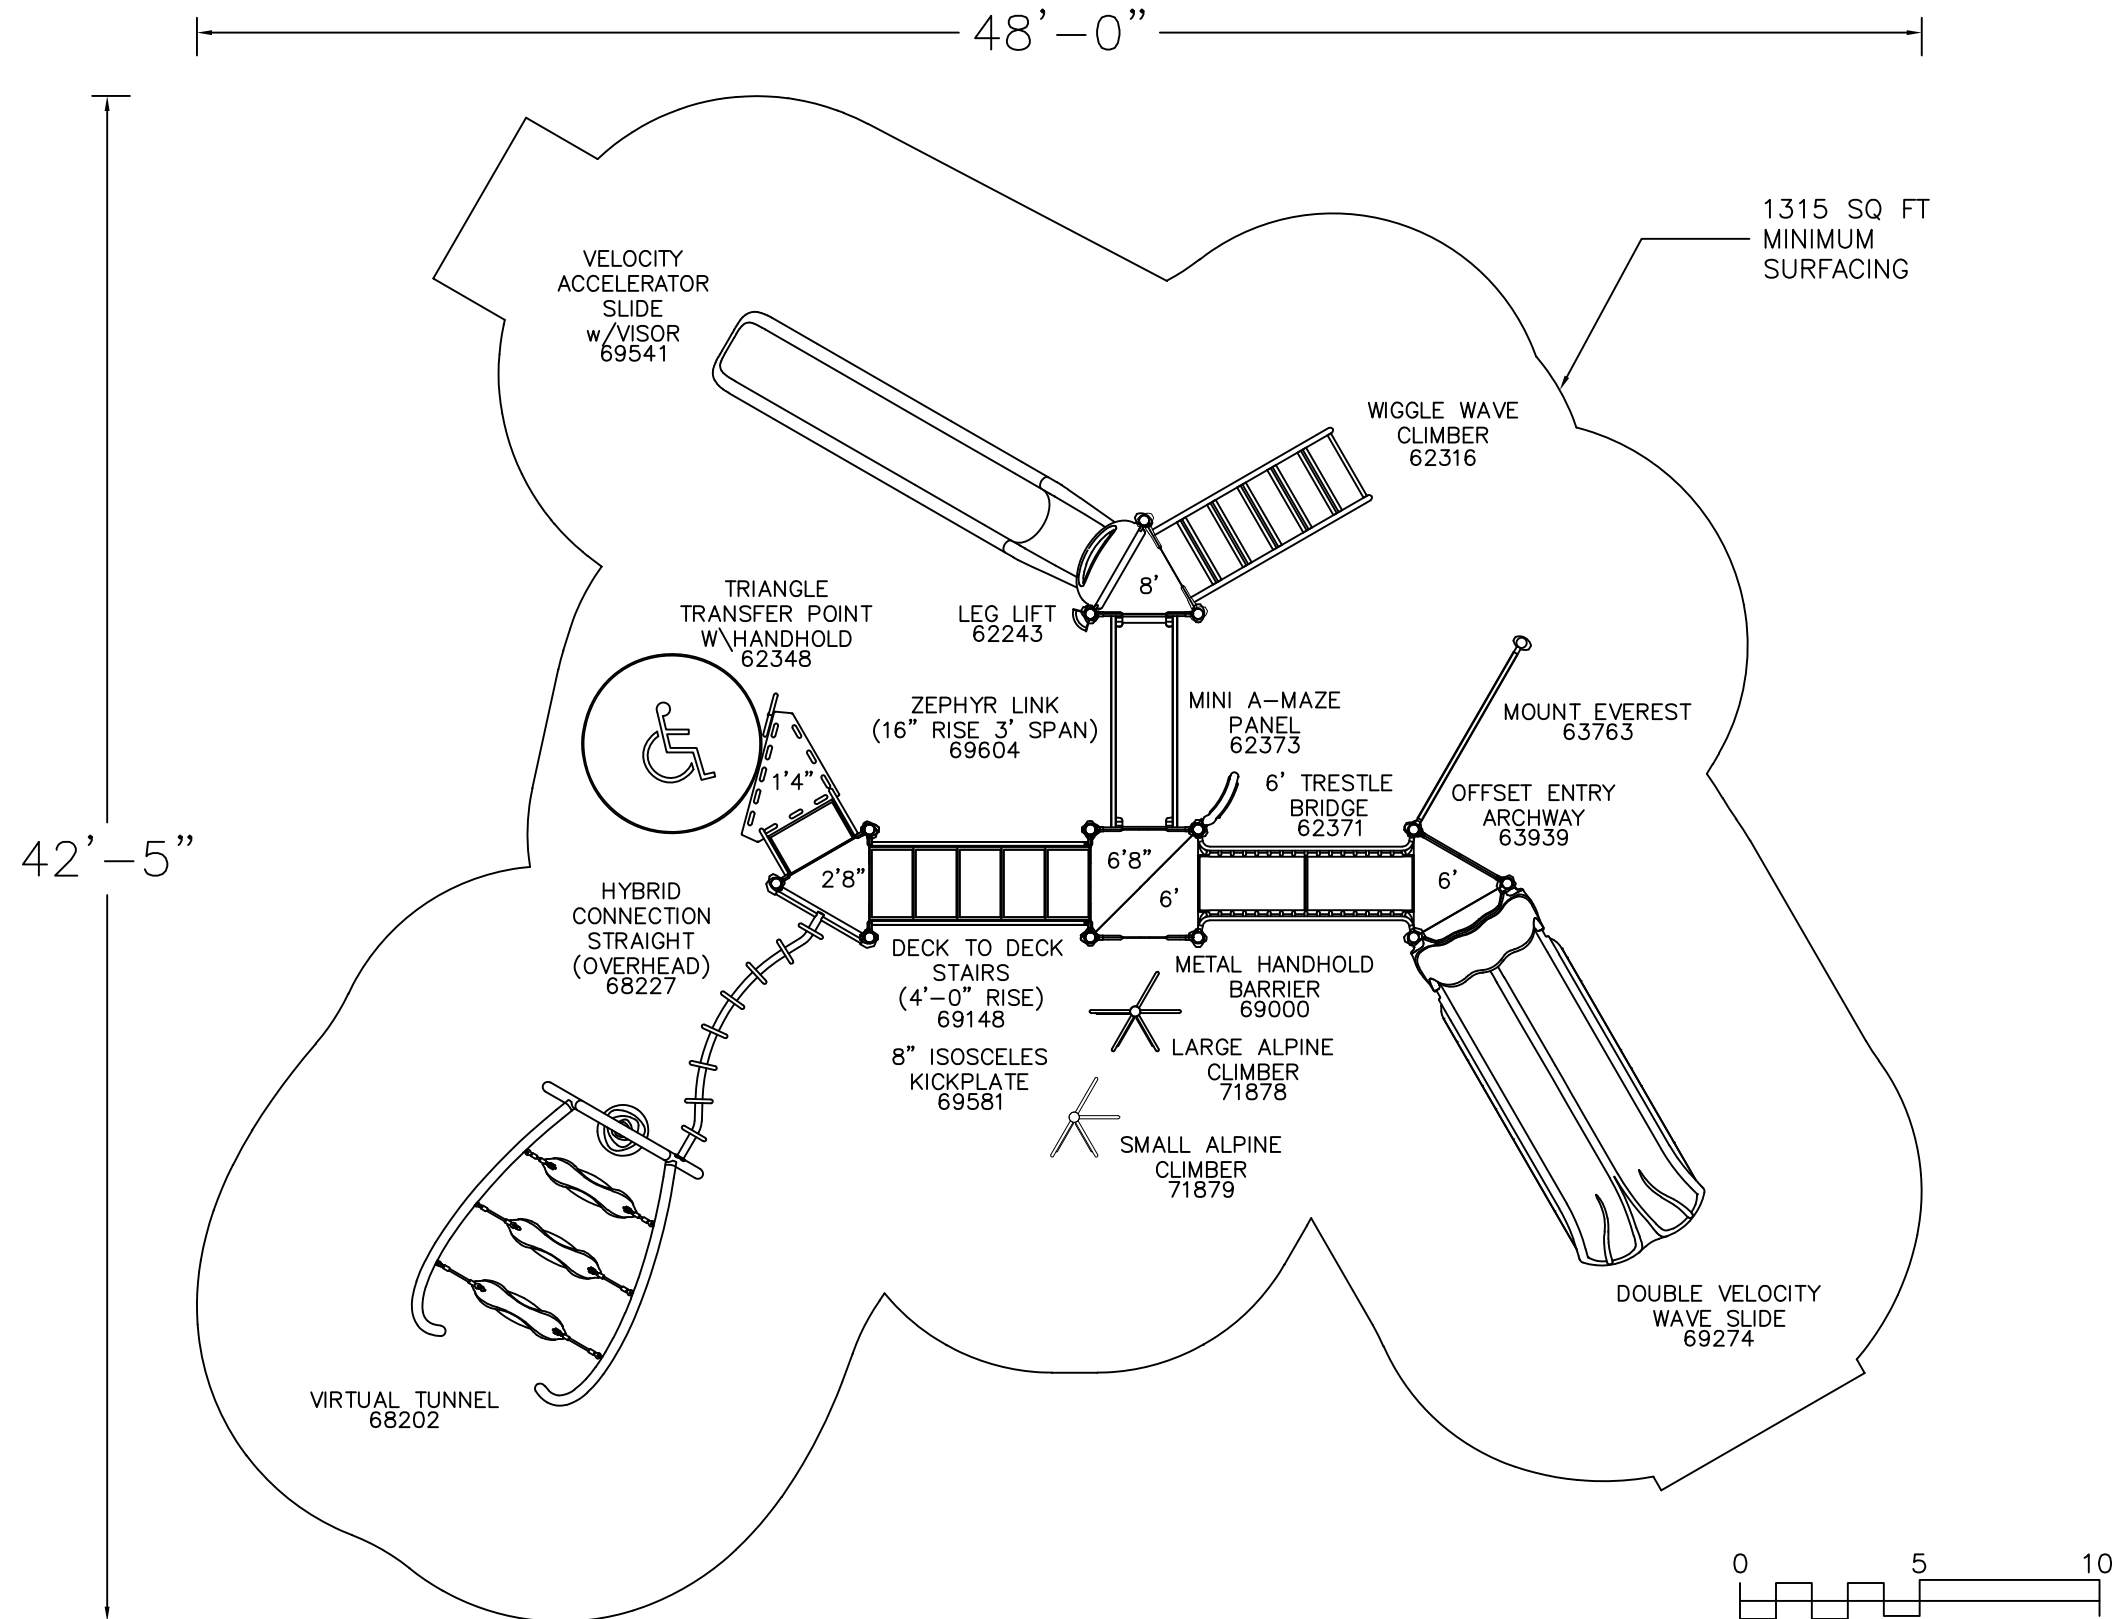 48'-0"
1315 SQ FT
MINIMUM
SURFACING
VELOCITY
ACCELERATOR
SLIDE
w/VISOR
69541
WIGGLE WAVE
CLIMBER
62316
8'
TRIANGLE
TRANSFER POINT
W\HANDHOLD
62348
LEG LIFT
62243
ZEPHYR LINK
(16" RISE 3' SPAN)
69604
MINI A-MAZE
PANEL
62373
MOUNT EVEREST
63763
1'4"
6' TRESTLE
BRIDGE
62371
OFFSET ENTRY
ARCHWAY
63939
42'-5"
2'8"
6'8"
6'
6'
HYBRID
CONNECTION
STRAIGHT
(OVERHEAD)
68227
DECK TO DECK
STAIRS
(4'-0" RISE)
69148
METAL HANDHOLD
BARRIER
69000
8" ISOSCELES
KICKPLATE
69581
LARGE ALPINE
CLIMBER
71878
SMALL ALPINE
CLIMBER
71879
DOUBLE VELOCITY
WAVE SLIDE
69274
VIRTUAL TUNNEL
68202
0 5 10